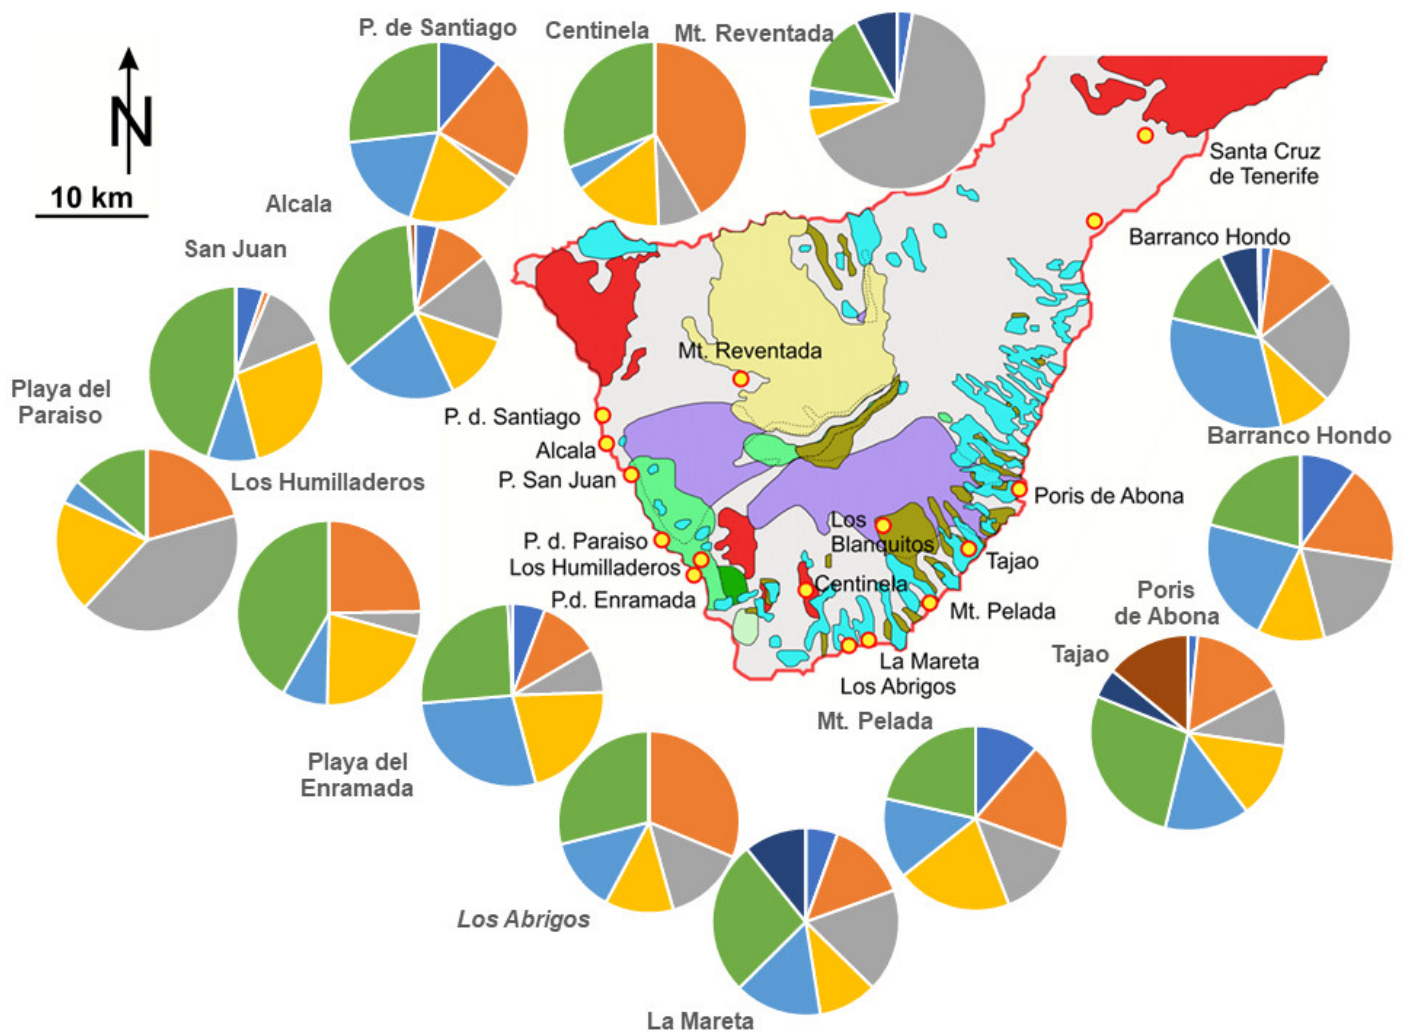 P. de Santiago
Centinela
Mt. Reventada
N
10 km
Santa Cruz
de Tenerife
Alcala
San Juan
Barranco Hondo
Mt. Reventada
Playa del
Paraiso
P. d. Santiago
Alcala
P. San Juan
Barranco Hondo
Los Humilladeros
Poris de Abona
Los
Blanquitos
P. d. Paraiso
Los Humilladeros
Tajao
P.d. Enramada
Centinela
Mt. Pelada
Poris
de Abona
La Mareta
Los Abrigos
Tajao
Mt. Pelada
Playa del
Enramada
Los Abrigos
La Mareta